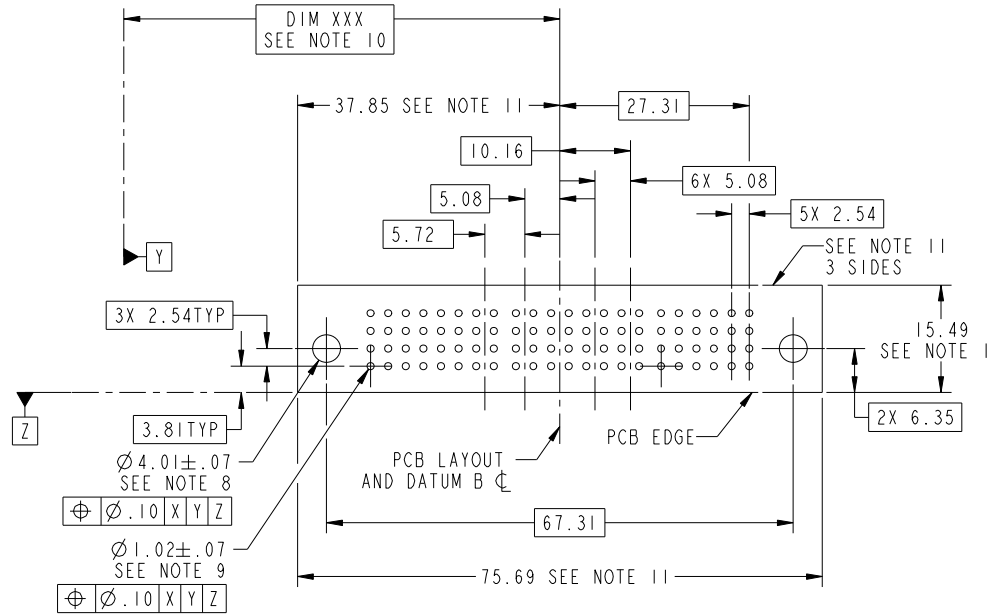 DIM XXX
SEE NOTE 10
37.85 SEE NOTE 11
27.31
10.16
6X 5.08
5.08
5X 2.54
5.72
Y
SEE NOTE 11
3 SIDES
3X 2.54TYP
15.49
SEE NOTE 1
Z
3.81TYP
2X 6.35
PCB EDGE
Ø4.01±.07
SEE NOTE 8
⌖ Ø.10 X Y Z
PCB LAYOUT
AND DATUM B ℄
67.31
Ø1.02±.07
SEE NOTE 9
⌖ Ø.10 X Y Z
75.69 SEE NOTE 11